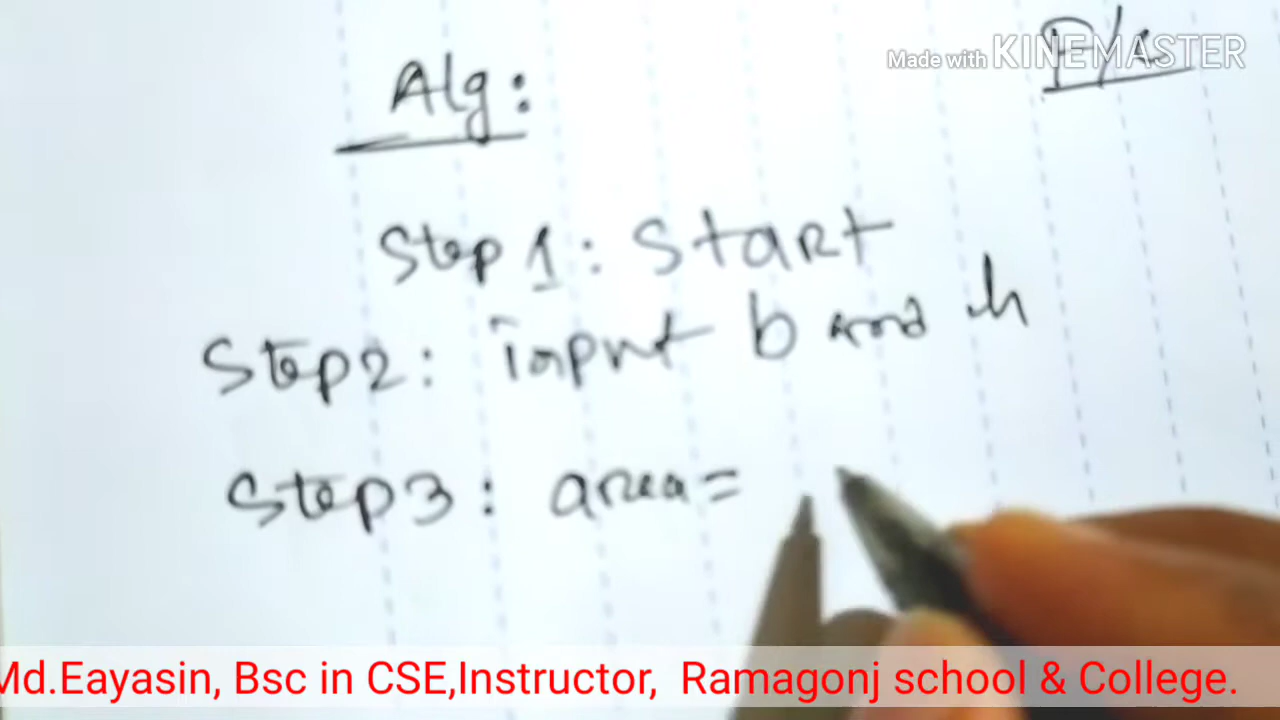 Made with KINEMASTER
Alg:
F/c
Step 1: Start
Step2: input b and h
Step3: area=
Md.Eayasin, Bsc in CSE,Instructor, Ramagonj school & College.